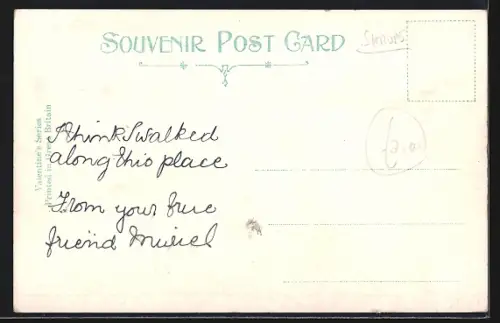 SOUVENIR POST CARD
Valentine's Series
Printed in Great Britain
I think I walked
along this place
From your true
friend Muriel